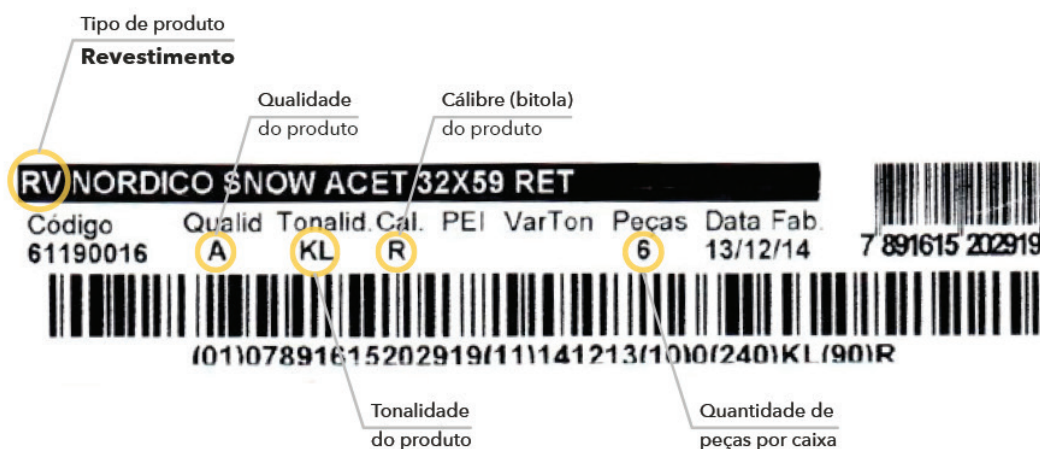 Tipo de produto
Revestimento
Qualidade
do produto
Cálibre (bitola)
do produto
RV NORDICO SNOW ACET 32X59 RET
Código Qualid Tonalid. Cal. PEI VarTon Peças Data Fab.
61190016 A KL R 6 13/12/14
7 891615 202919
(01)07891615202919(11)141213(10)0(240)KL(90)R
Tonalidade
do produto
Quantidade de
peças por caixa